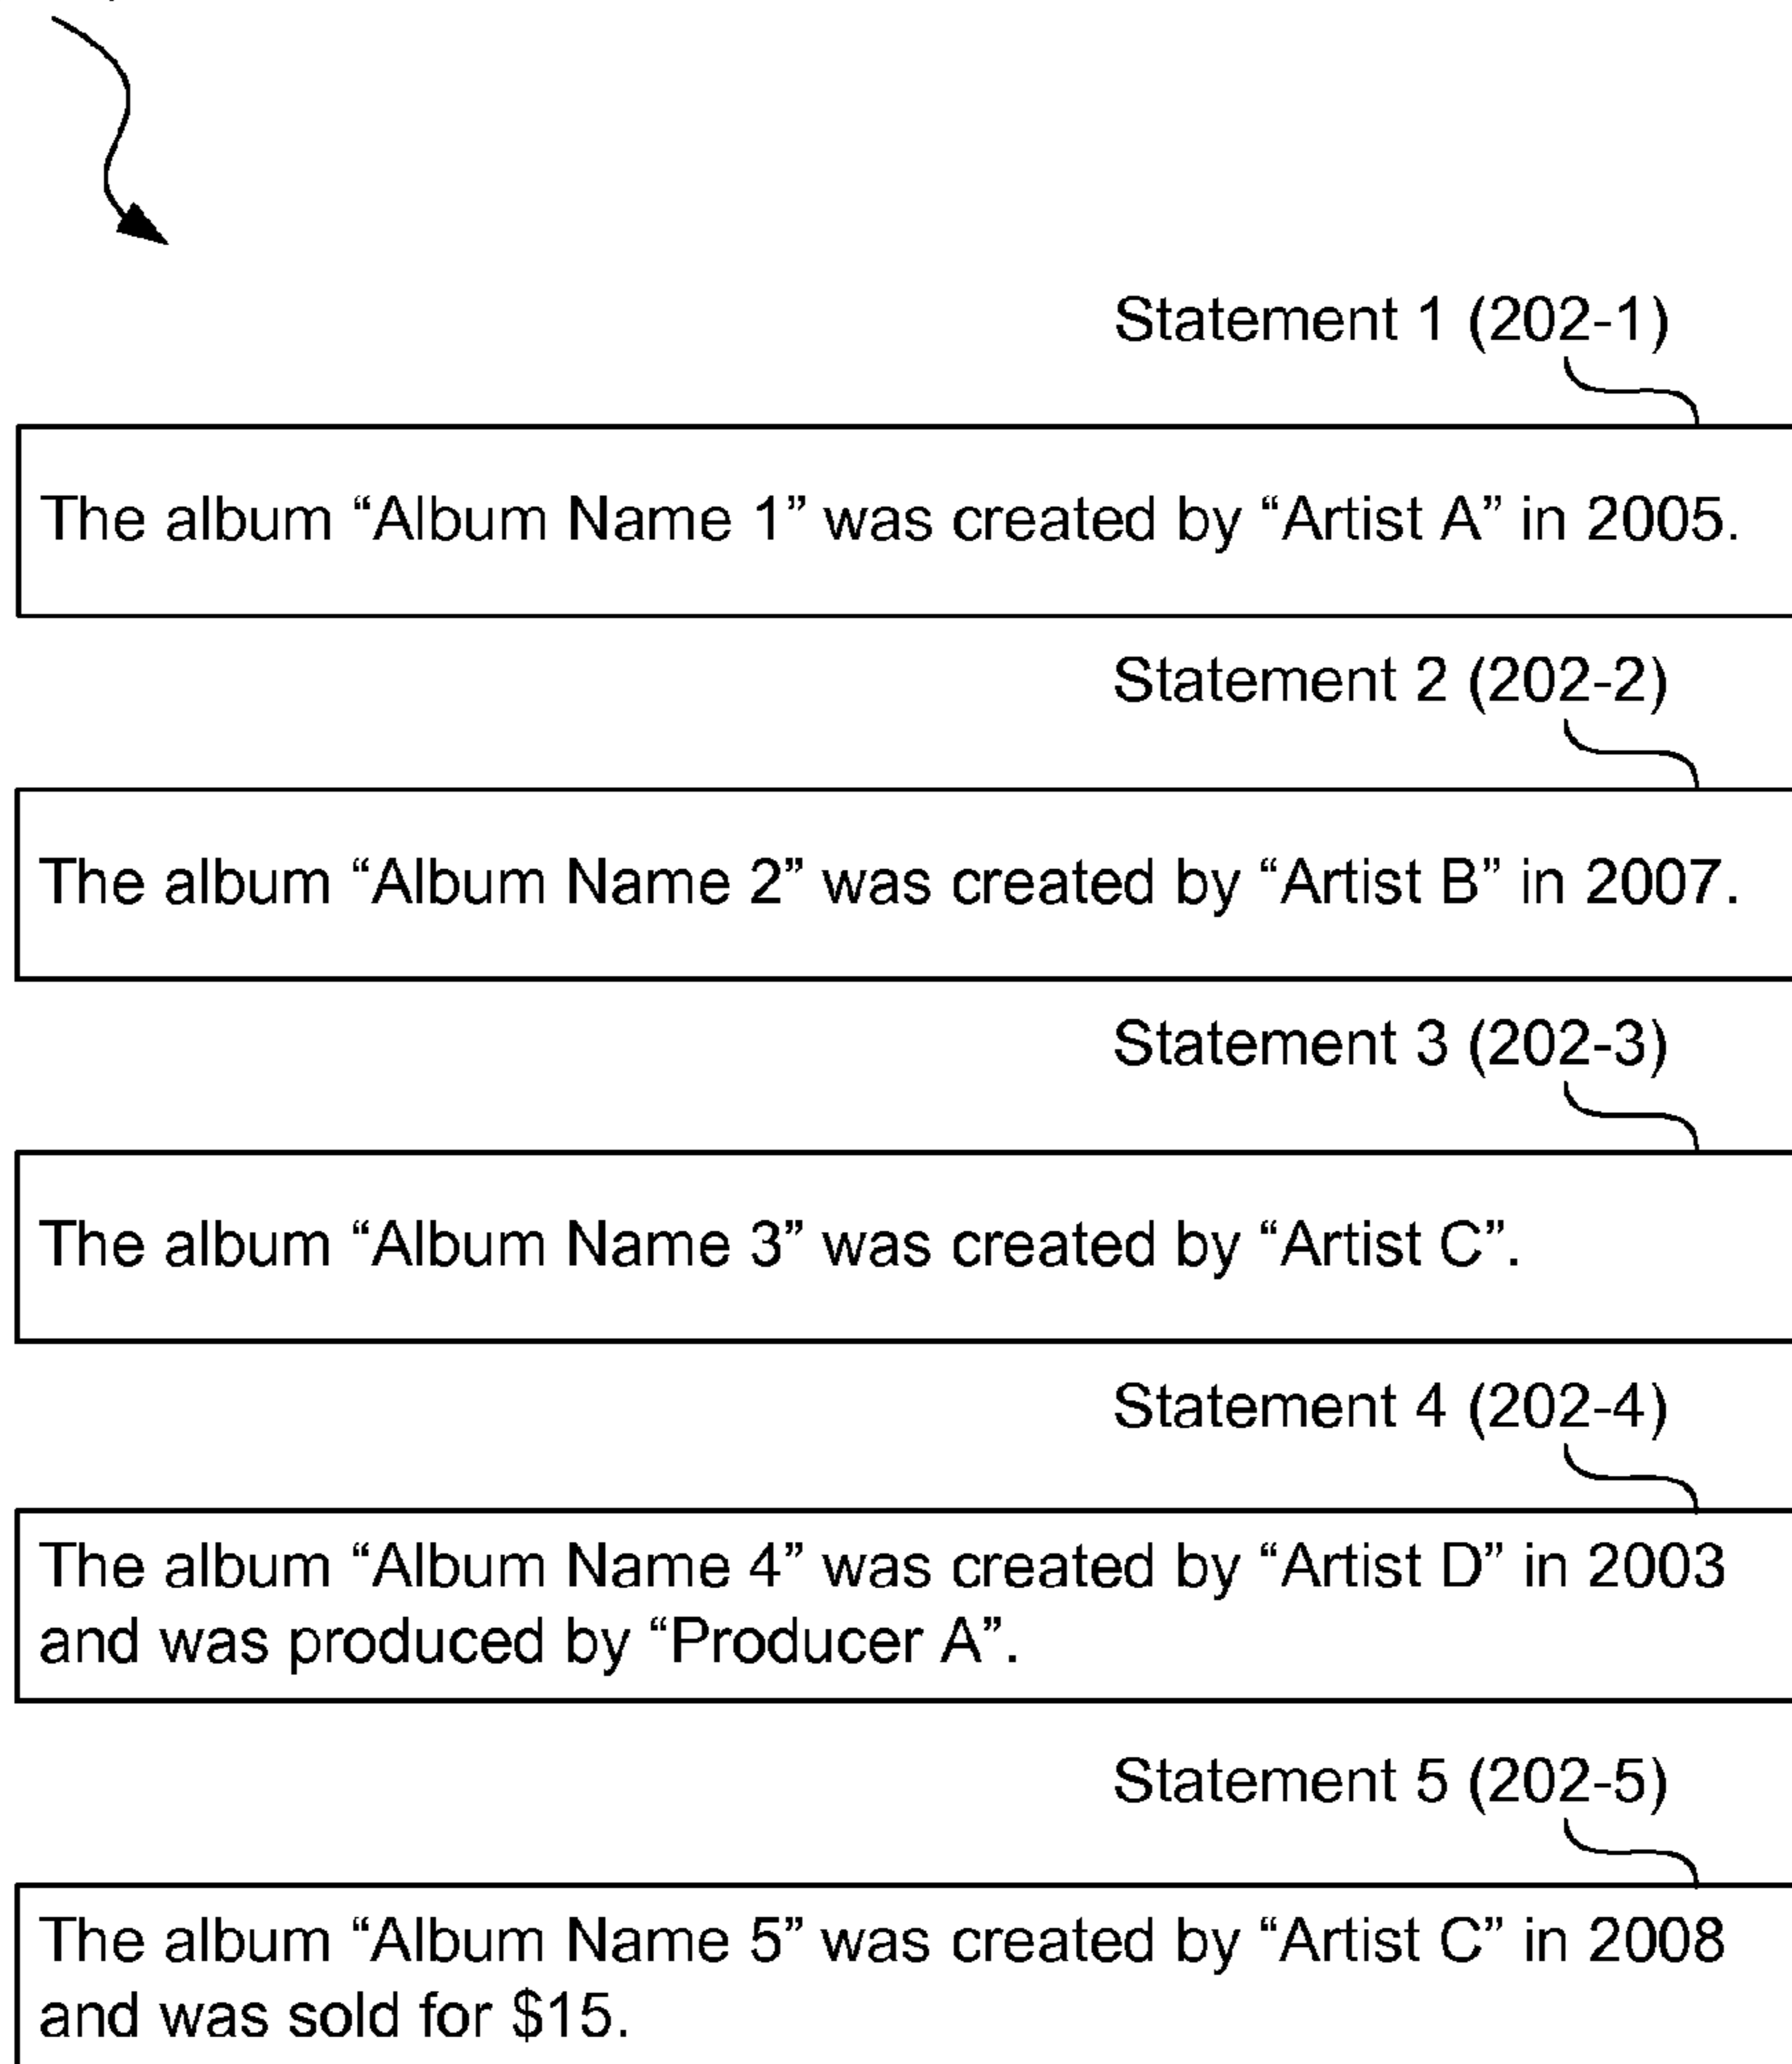 Statement 1 (202-1)
The album “Album Name 1” was created by “Artist A” in 2005.
Statement 2 (202-2)
The album “Album Name 2” was created by “Artist B” in 2007.
Statement 3 (202-3)
The album “Album Name 3” was created by “Artist C”.
Statement 4 (202-4)
The album “Album Name 4” was created by “Artist D” in 2003
and was produced by “Producer A”.
Statement 5 (202-5)
The album “Album Name 5” was created by “Artist C” in 2008
and was sold for $15.